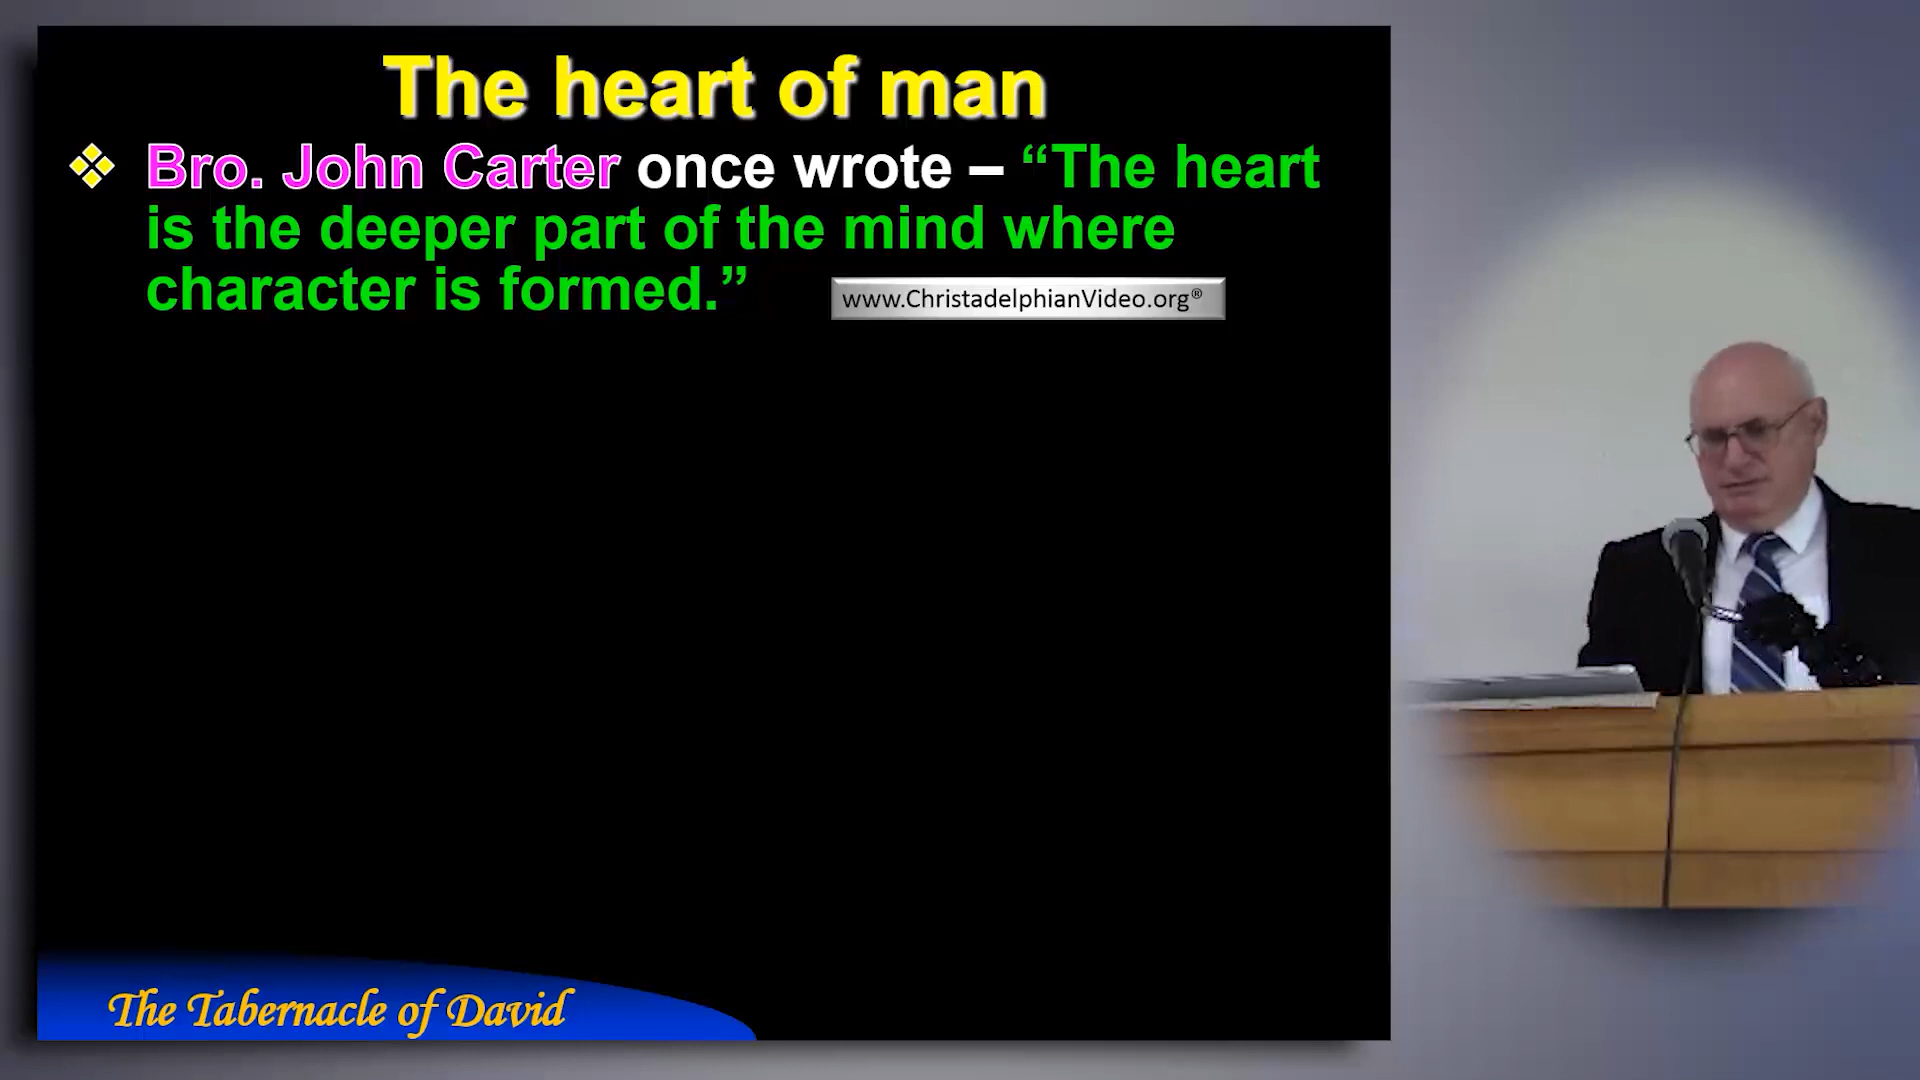 The heart of man
❖ Bro. John Carter once wrote – “The heart
is the deeper part of the mind where
character is formed.”
www.ChristadelphianVideo.org®
The Tabernacle of David